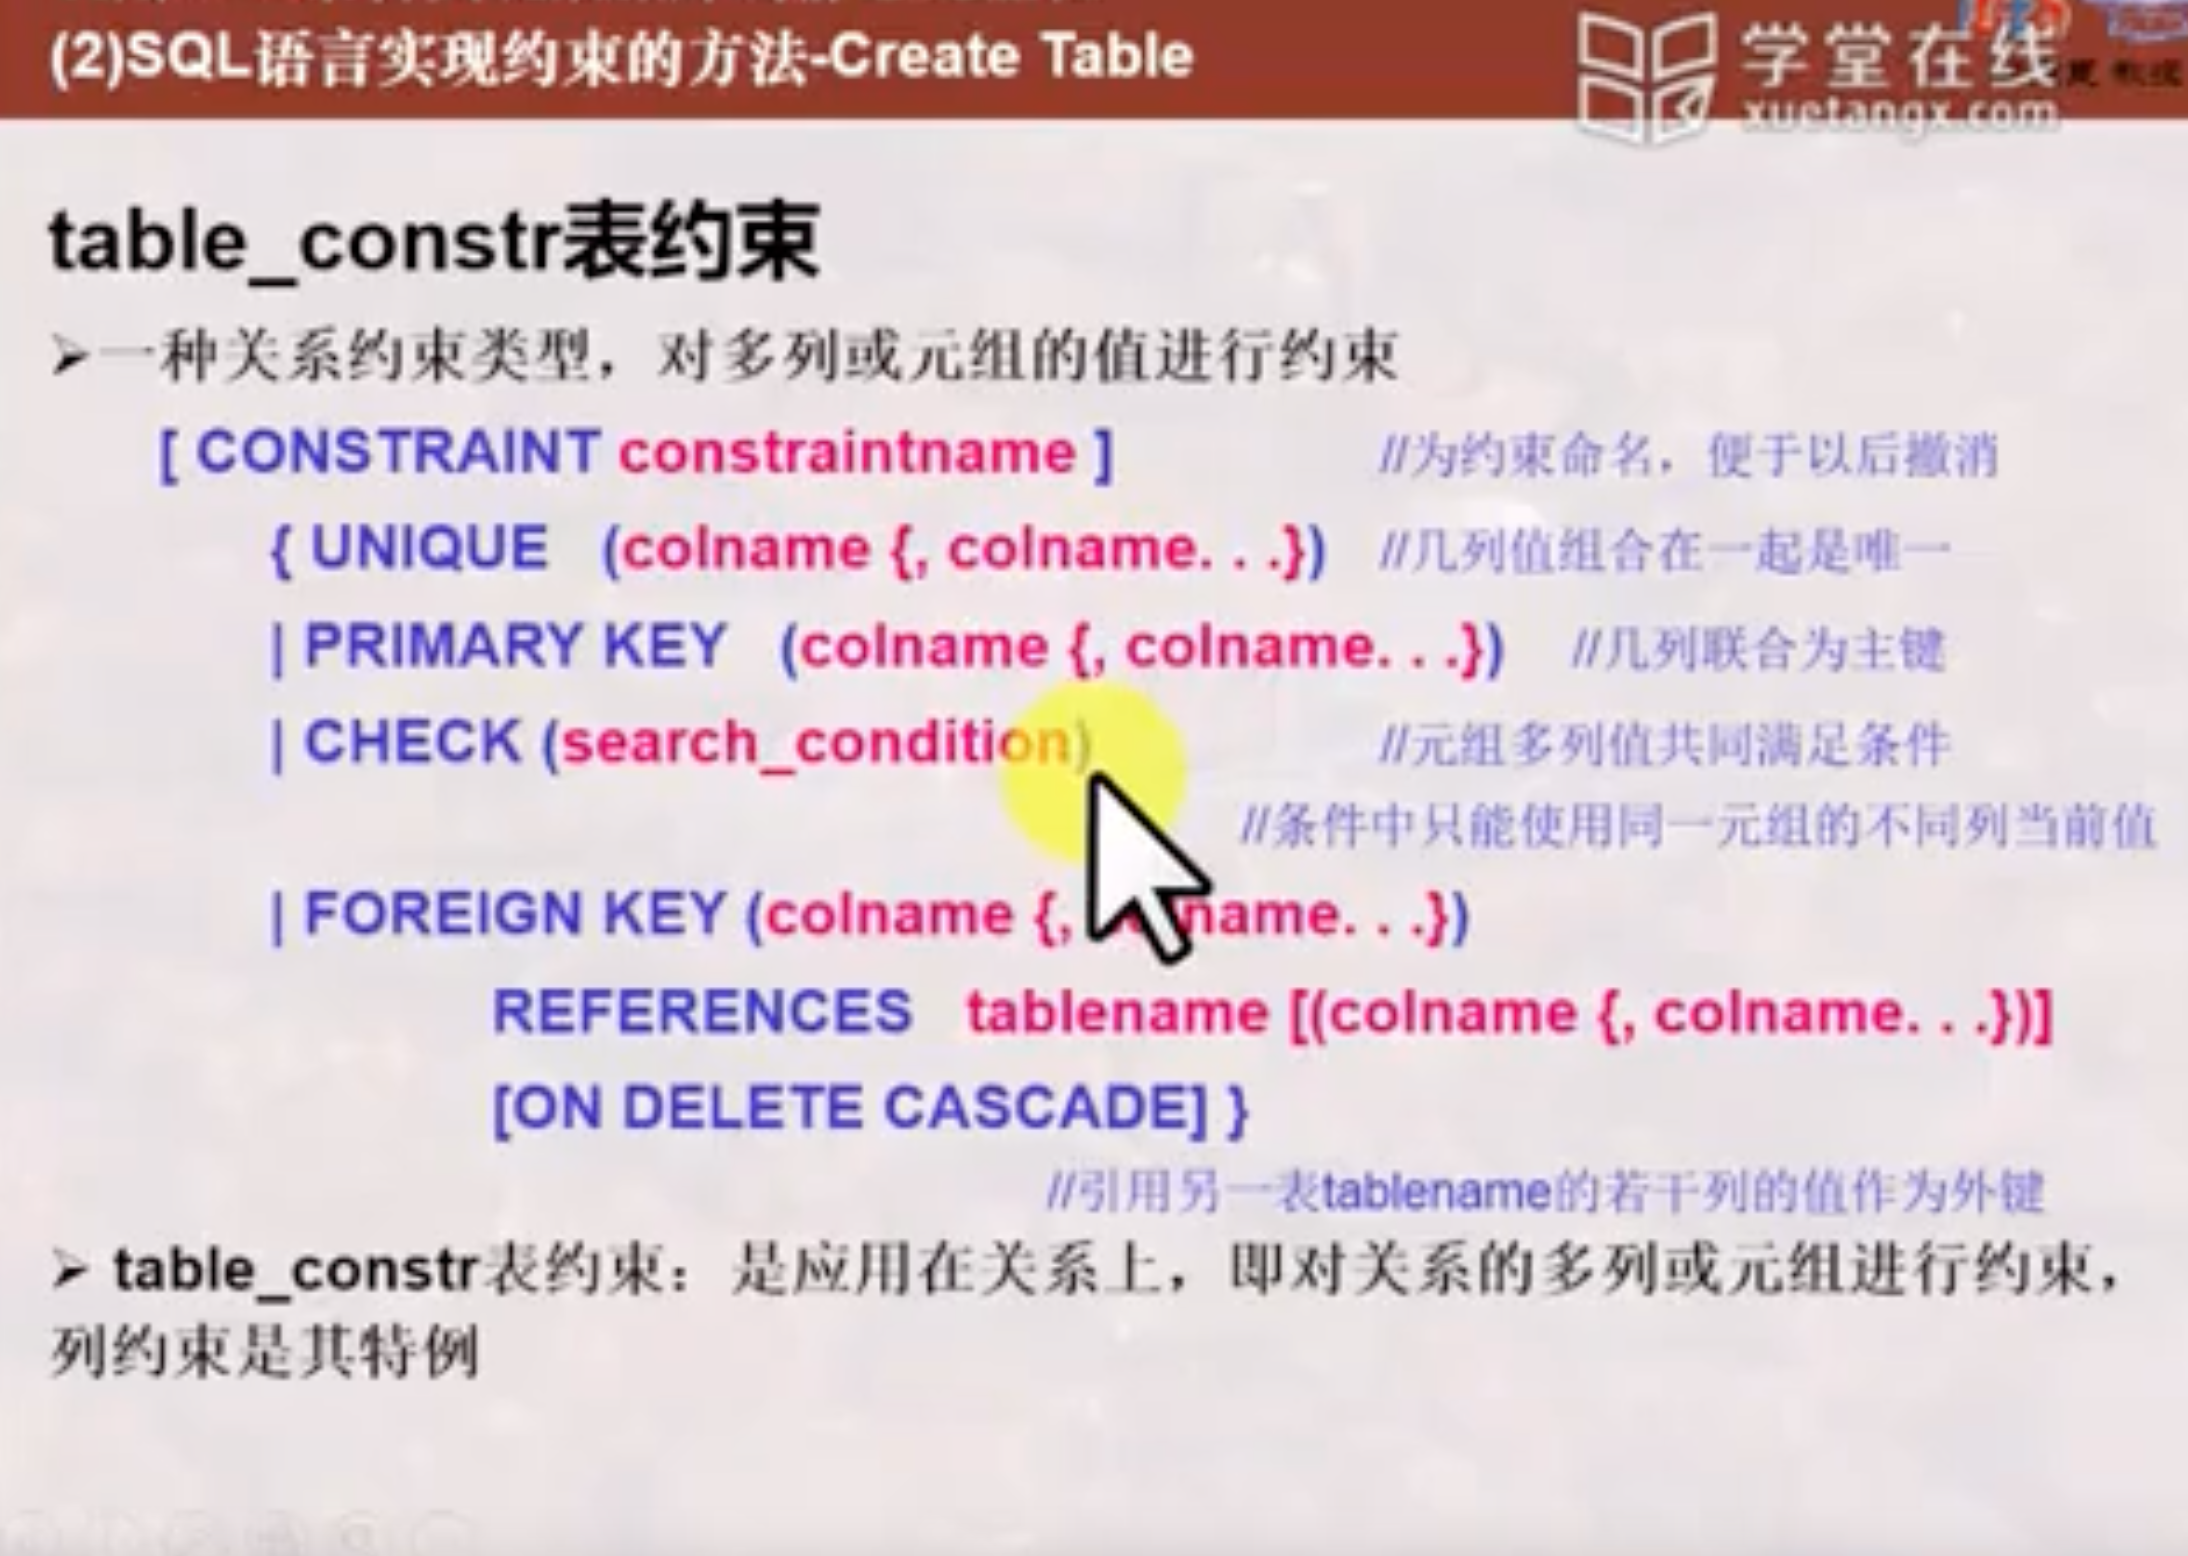 (2)SQL语言实现约束的方法-Create Table
学堂在线
xuetangx.com
教授
table_constr表约束
➢一种关系约束类型，对多列或元组的值进行约束
[ CONSTRAINT constraintname ] //为约束命名，便于以后撤消
{ UNIQUE (colname {, colname. . .}) //几列值组合在一起是唯一
| PRIMARY KEY (colname {, colname. . .}) //几列联合为主键
| CHECK (search_condition) //元组多列值共同满足条件
//条件中只能使用同一元组的不同列当前值
| FOREIGN KEY (colname {, colname. . .})
REFERENCES tablename [(colname {, colname. . .})]
[ON DELETE CASCADE] }
//引用另一表tablename的若干列的值作为外键
➢ table_constr表约束：是应用在关系上，即对关系的多列或元组进行约束，
列约束是其特例